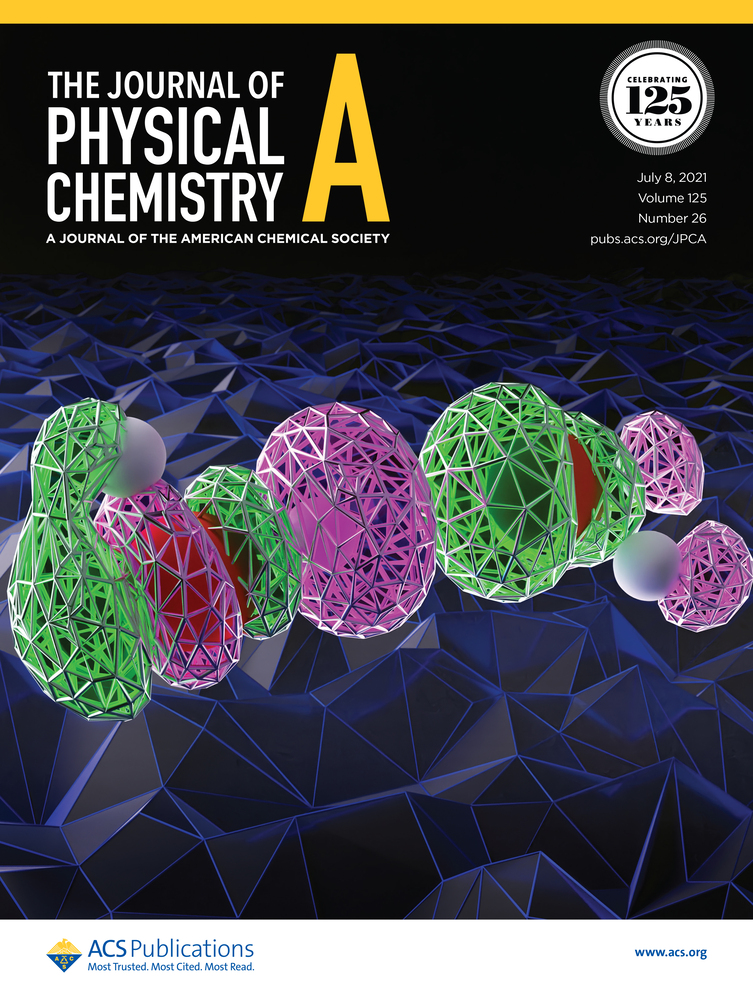 THE JOURNAL OF
PHYSICAL
CHEMISTRY
A
A JOURNAL OF THE AMERICAN CHEMICAL SOCIETY
CELEBRATING
125
YEARS
July 8, 2021
Volume 125
Number 26
pubs.acs.org/JPCA
A C S
ACS Publications
Most Trusted. Most Cited. Most Read.
www.acs.org